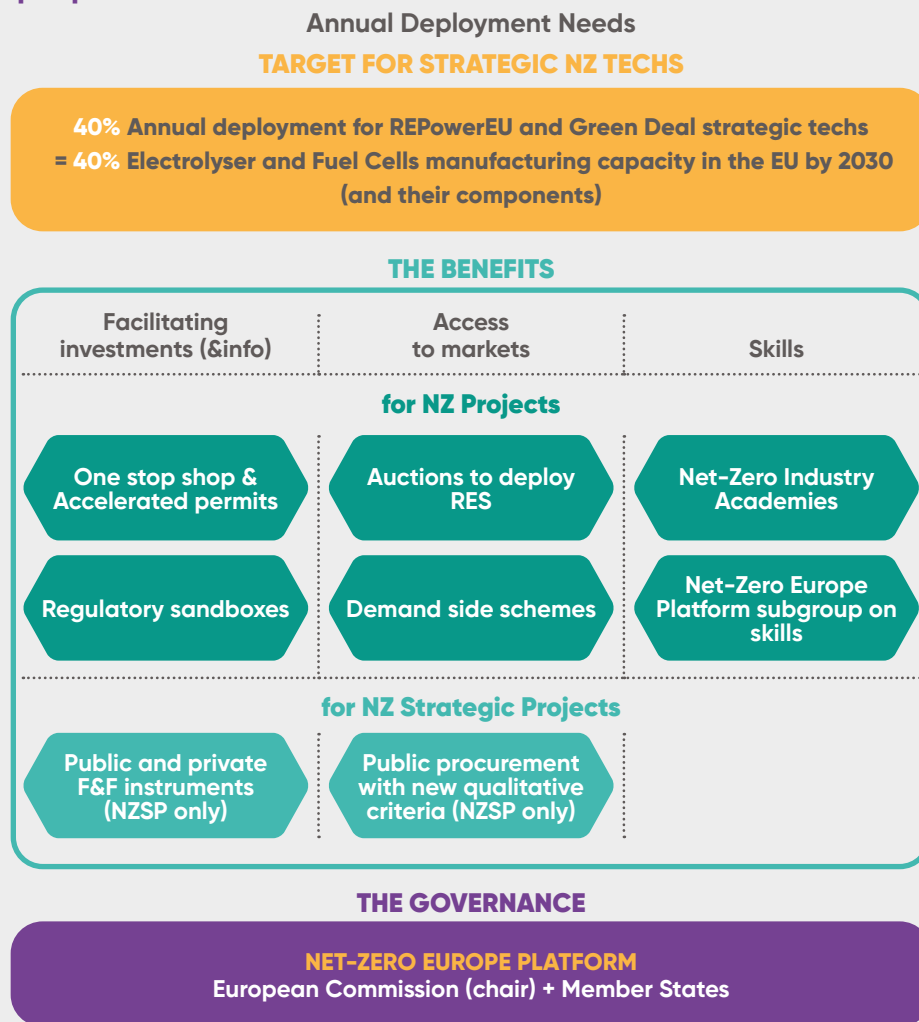 Annual Deployment Needs
TARGET FOR STRATEGIC NZ TECHS
40% Annual deployment for REPowerEU and Green Deal strategic techs
= 40% Electrolyser and Fuel Cells manufacturing capacity in the EU by 2030
(and their components)
THE BENEFITS
Facilitating
investments (&info)
Access
to markets
Skills
for NZ Projects
One stop shop &
Accelerated permits
Auctions to deploy
RES
Net-Zero Industry
Academies
Regulatory sandboxes
Demand side schemes
Net-Zero Europe
Platform subgroup on
skills
for NZ Strategic Projects
Public and private
F&F instruments
(NZSP only)
Public procurement
with new qualitative
criteria (NZSP only)
THE GOVERNANCE
NET-ZERO EUROPE PLATFORM
European Commission (chair) + Member States